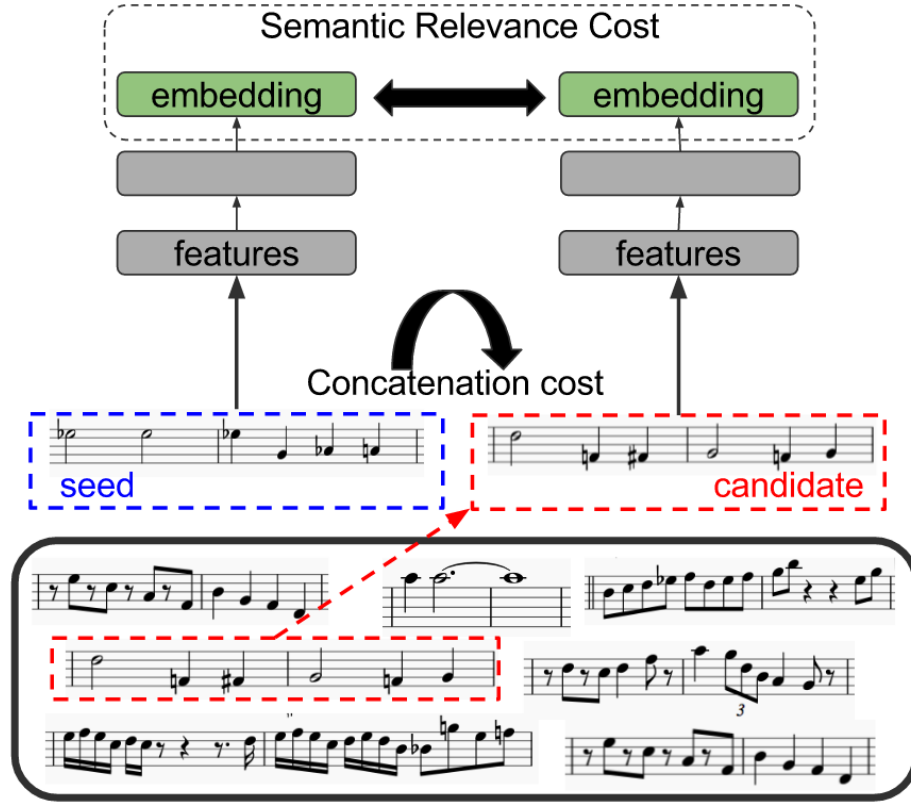 Semantic Relevance Cost
embedding
embedding
features
features
Concatenation cost
seed
candidate
3